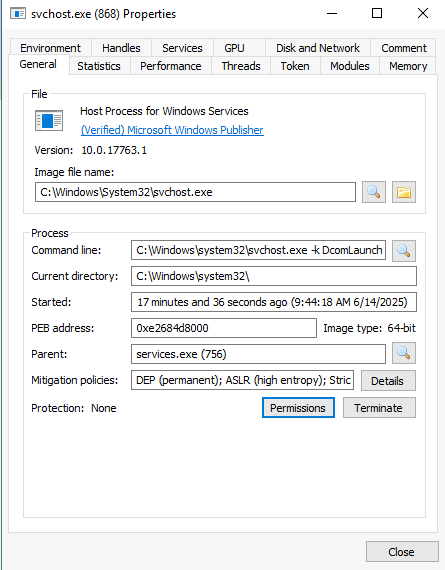 svchost.exe (868) Properties
Environment Handles Services GPU Disk and Network Comment
General Statistics Performance Threads Token Modules Memory
File
Host Process for Windows Services
(Verified) Microsoft Windows Publisher
Version: 10.0.17763.1
Image file name:
C:\Windows\System32\svchost.exe
Process
Command line: C:\Windows\system32\svchost.exe -k DcomLaunch
Current directory: C:\Windows\system32\
Started: 17 minutes and 36 seconds ago (9:44:18 AM 6/14/2025)
PEB address: 0xe2684d8000 Image type: 64-bit
Parent: services.exe (756)
Mitigation policies: DEP (permanent); ASLR (high entropy); Stric Details
Protection: None Permissions Terminate
Close